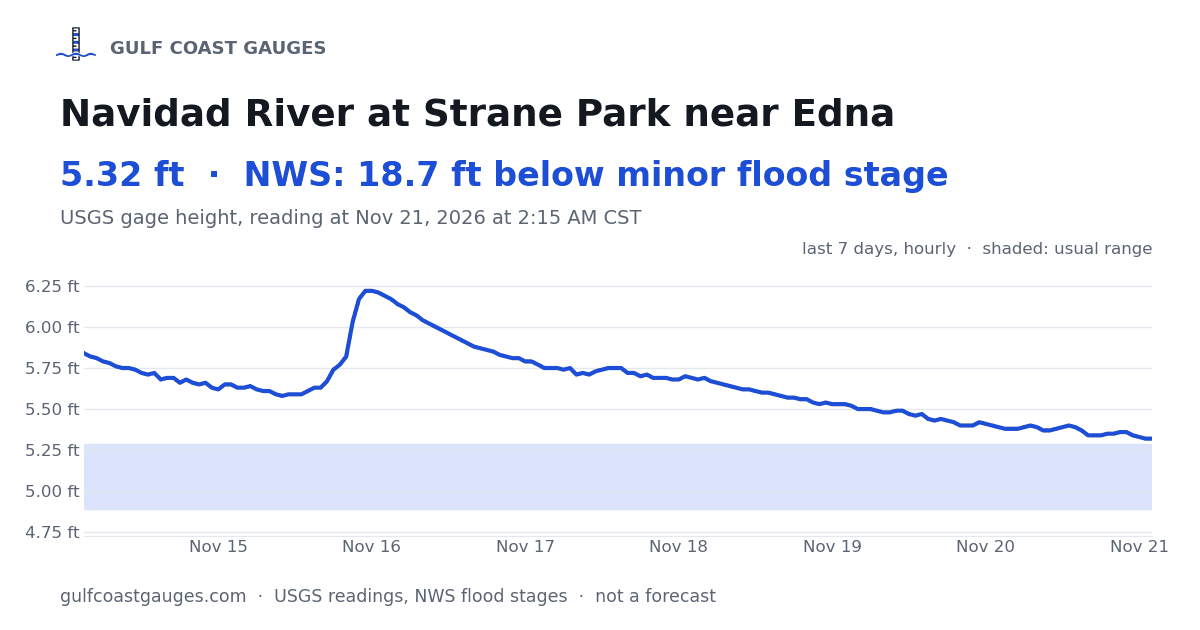 GULF COAST GAUGES
Navidad River at Strane Park near Edna
5.32 ft · NWS: 18.7 ft below minor flood stage
USGS gage height, reading at Nov 21, 2026 at 2:15 AM CST
last 7 days, hourly · shaded: usual range
6.25 ft
6.00 ft
5.75 ft
5.50 ft
5.25 ft
5.00 ft
4.75 ft
Nov 15 Nov 16 Nov 17 Nov 18 Nov 19 Nov 20 Nov 21
gulfcoastgauges.com · USGS readings, NWS flood stages · not a forecast